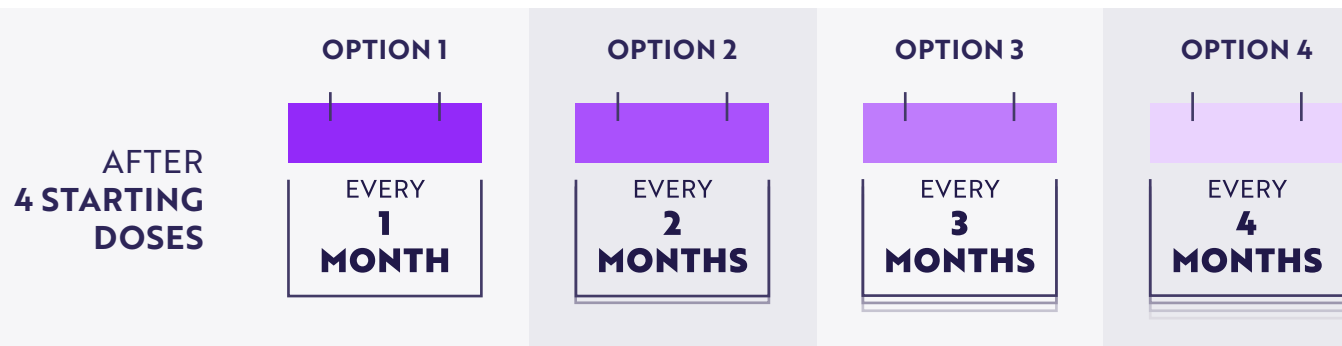 OPTION 1
OPTION 2
OPTION 3
OPTION 4
AFTER
4 STARTING
DOSES
EVERY
1
MONTH
EVERY
2
MONTHS
EVERY
3
MONTHS
EVERY
4
MONTHS